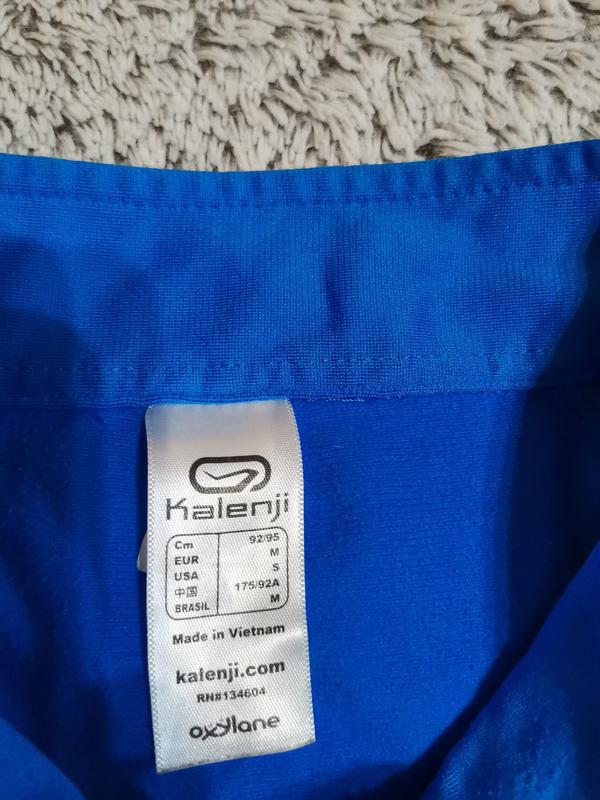 Kalenji
Cm 92/95
EUR M
USA S
中国 175/92A
BRASIL M
Made in Vietnam
kalenji.com
RN#134604
oxylane